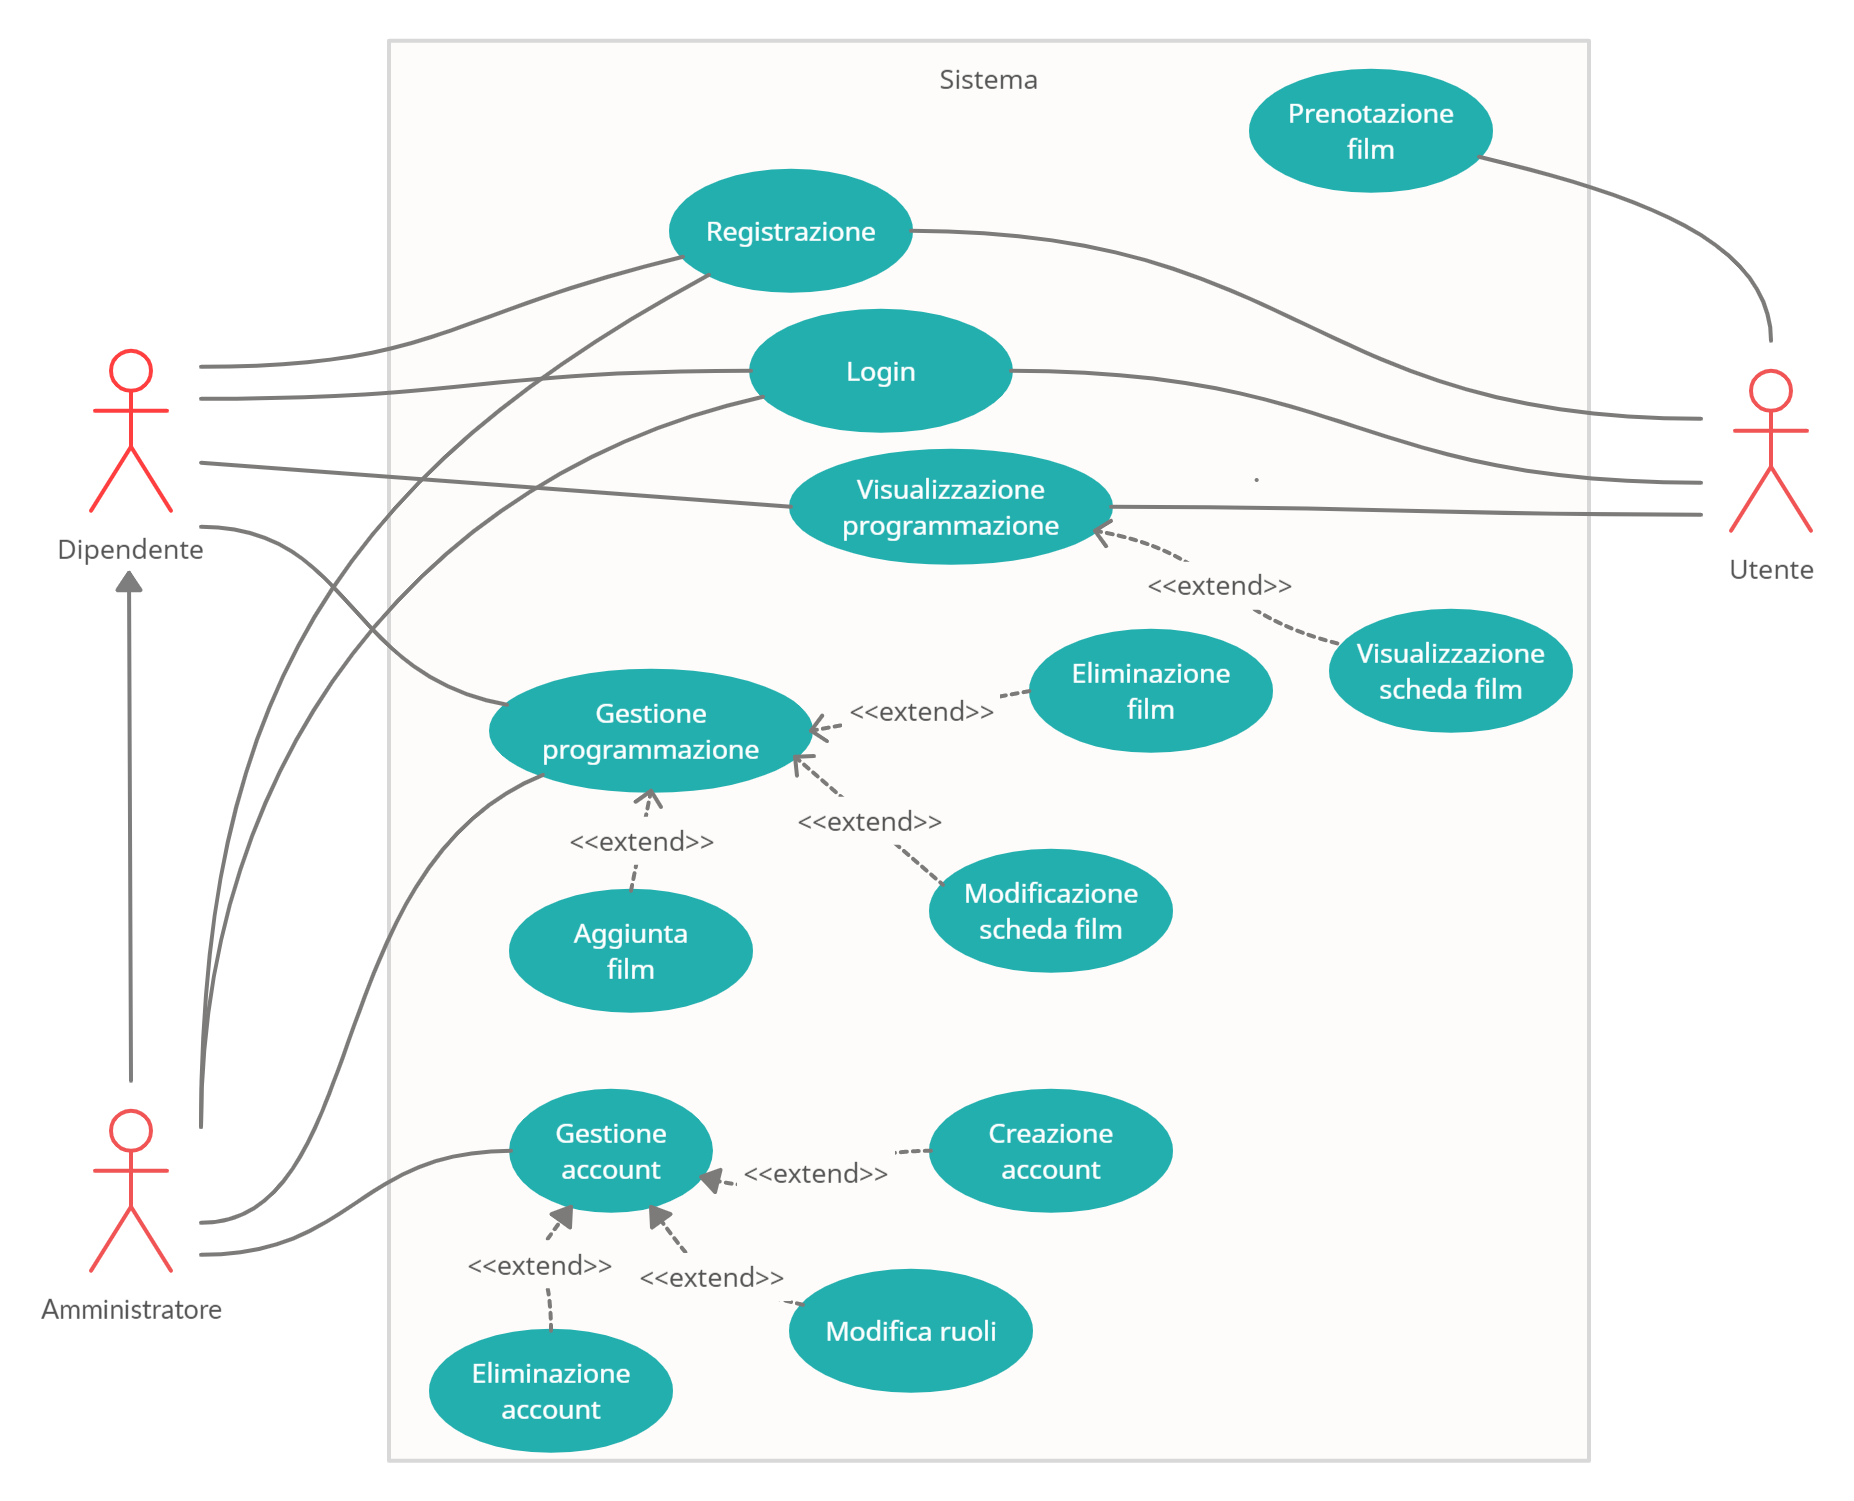 Sistema
Prenotazione
film
Registrazione
Login
Visualizzazione
programmazione
Dipendente
Utente
<<extend>>
Visualizzazione
scheda film
Eliminazione
film
<<extend>>
Gestione
programmazione
<<extend>>
<<extend>>
Modificazione
scheda film
Aggiunta
film
Gestione
account
Creazione
account
<<extend>>
<<extend>>
<<extend>>
Amministratore
Modifica ruoli
Eliminazione
account